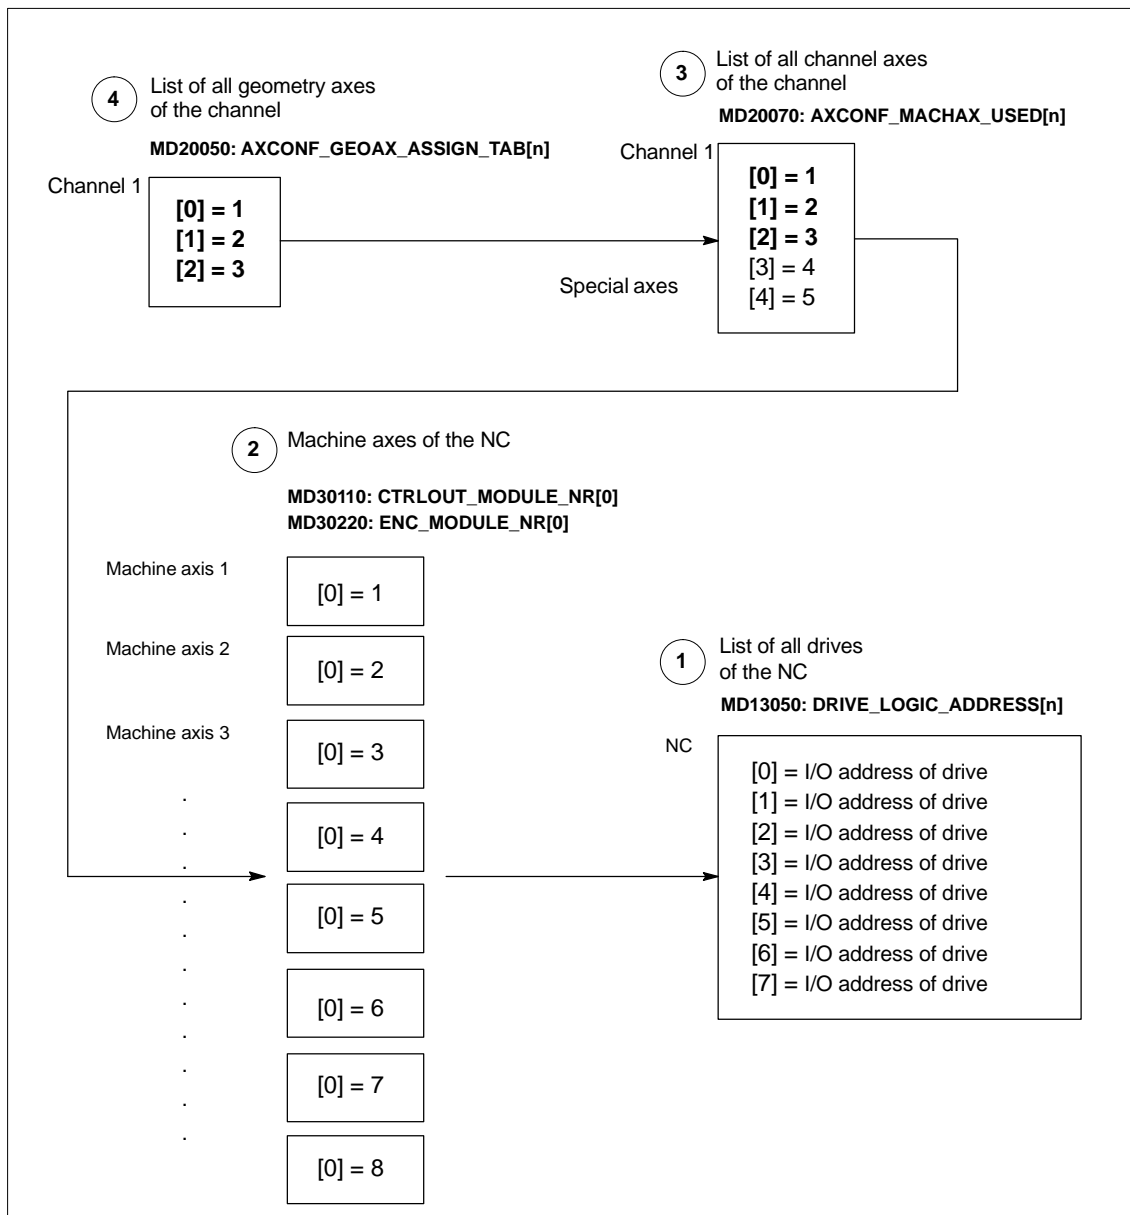 4
List of all geometry axes
of the channel
MD20050: AXCONF_GEOAX_ASSIGN_TAB[n]
Channel 1
[0] = 1
[1] = 2
[2] = 3
3
List of all channel axes
of the channel
MD20070: AXCONF_MACHAX_USED[n]
Channel 1
[0] = 1
[1] = 2
[2] = 3
[3] = 4
[4] = 5
Special axes
2
Machine axes of the NC
MD30110: CTRLOUT_MODULE_NR[0]
MD30220: ENC_MODULE_NR[0]
Machine axis 1
[0] = 1
Machine axis 2
[0] = 2
Machine axis 3
[0] = 3
[0] = 4
[0] = 5
[0] = 6
[0] = 7
[0] = 8
1
List of all drives
of the NC
MD13050: DRIVE_LOGIC_ADDRESS[n]
NC
[0] = I/O address of drive
[1] = I/O address of drive
[2] = I/O address of drive
[3] = I/O address of drive
[4] = I/O address of drive
[5] = I/O address of drive
[6] = I/O address of drive
[7] = I/O address of drive